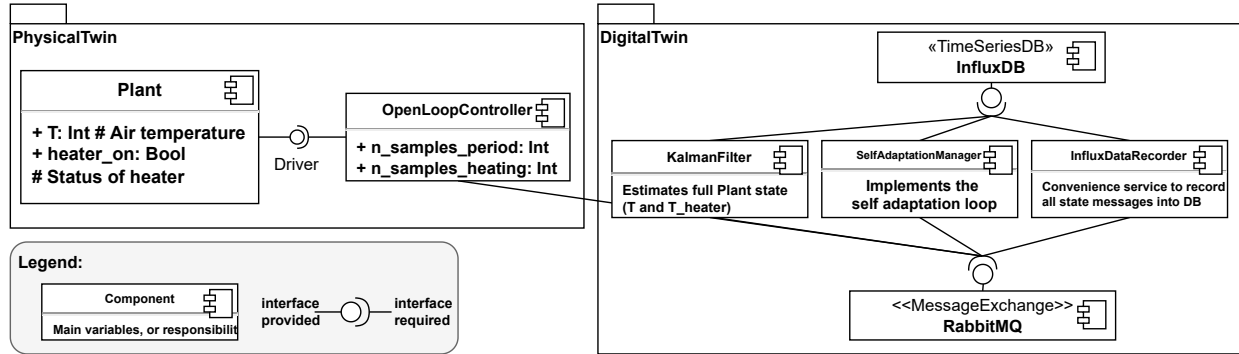 PhysicalTwin
Plant
+ T: Int # Air temperature
+ heater_on: Bool
# Status of heater
Driver
OpenLoopController
+ n_samples_period: Int
+ n_samples_heating: Int
Legend:
Component
Main variables, or responsibilit
interface
provided
interface
required
DigitalTwin
«TimeSeriesDB»
InfluxDB
KalmanFilter
Estimates full Plant state
(T and T_heater)
SelfAdaptationManager
Implements the
self adaptation loop
InfluxDataRecorder
Convenience service to record
all state messages into DB
<<MessageExchange>>
RabbitMQ